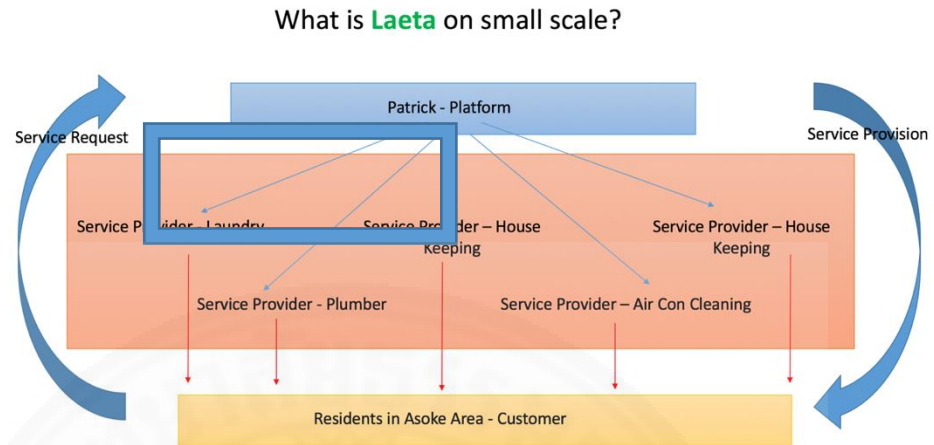 What is Laeta on small scale?
Patrick - Platform
Service Request
Service Provision
Service Provider - Laundry
Service Provider – House
Keeping
Service Provider – House
Keeping
Service Provider - Plumber
Service Provider – Air Con Cleaning
Residents in Asoke Area - Customer